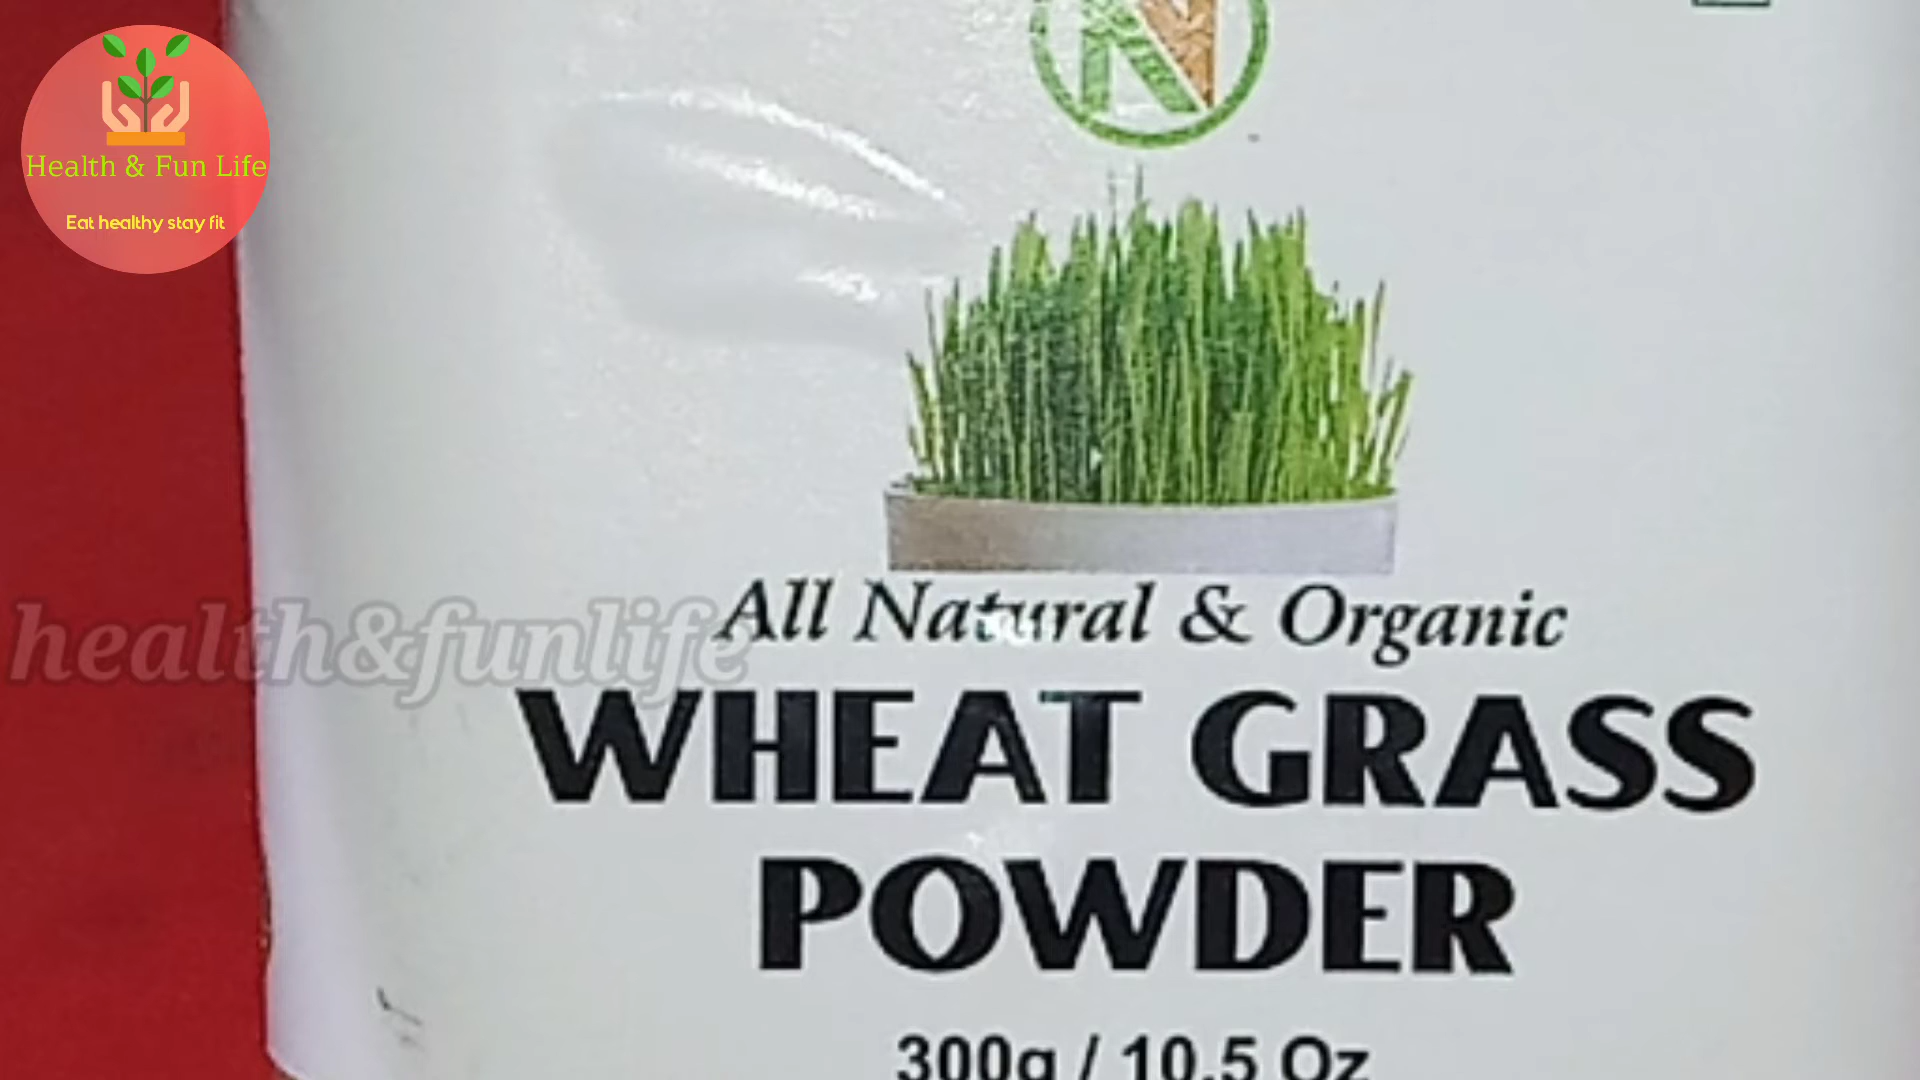 Health & Fun Life
Eat healthy stay fit
health&funlife
All Natural & Organic
WHEAT GRASS
POWDER
300g / 10.5 Oz